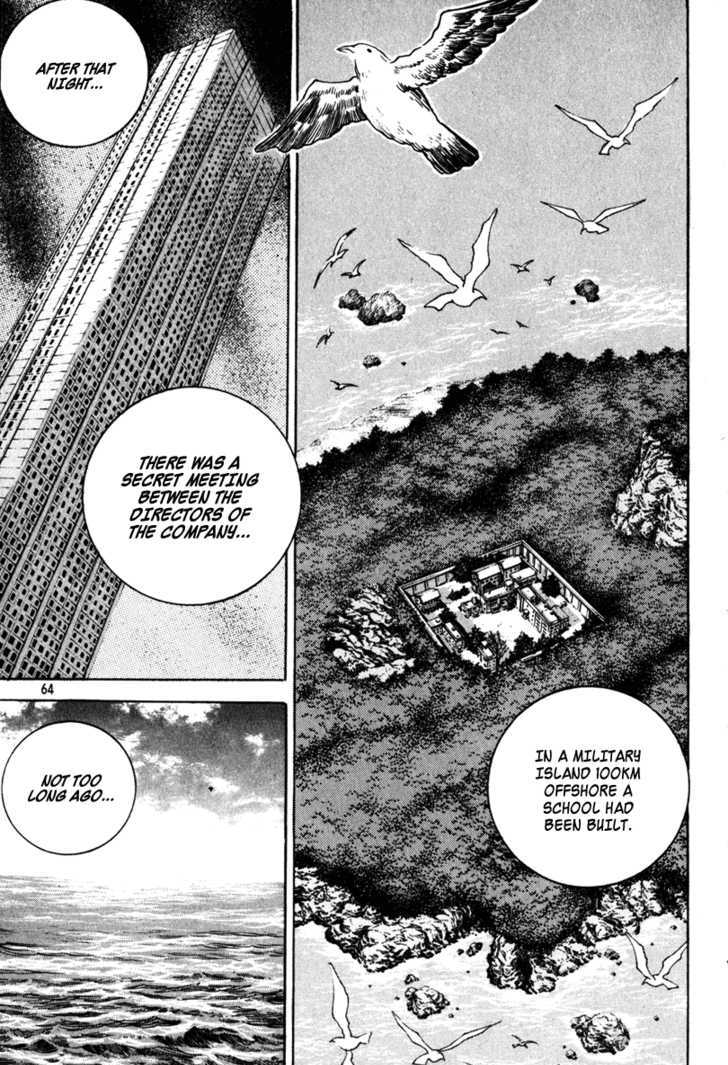 AFTER THAT
NIGHT...
THERE WAS A
SECRET MEETING
BETWEEN THE
DIRECTORS OF
THE COMPANY...
64
NOT TOO
LONG AGO...
IN A MILITARY
ISLAND 100KM
OFFSHORE A
SCHOOL HAD
BEEN BUILT.